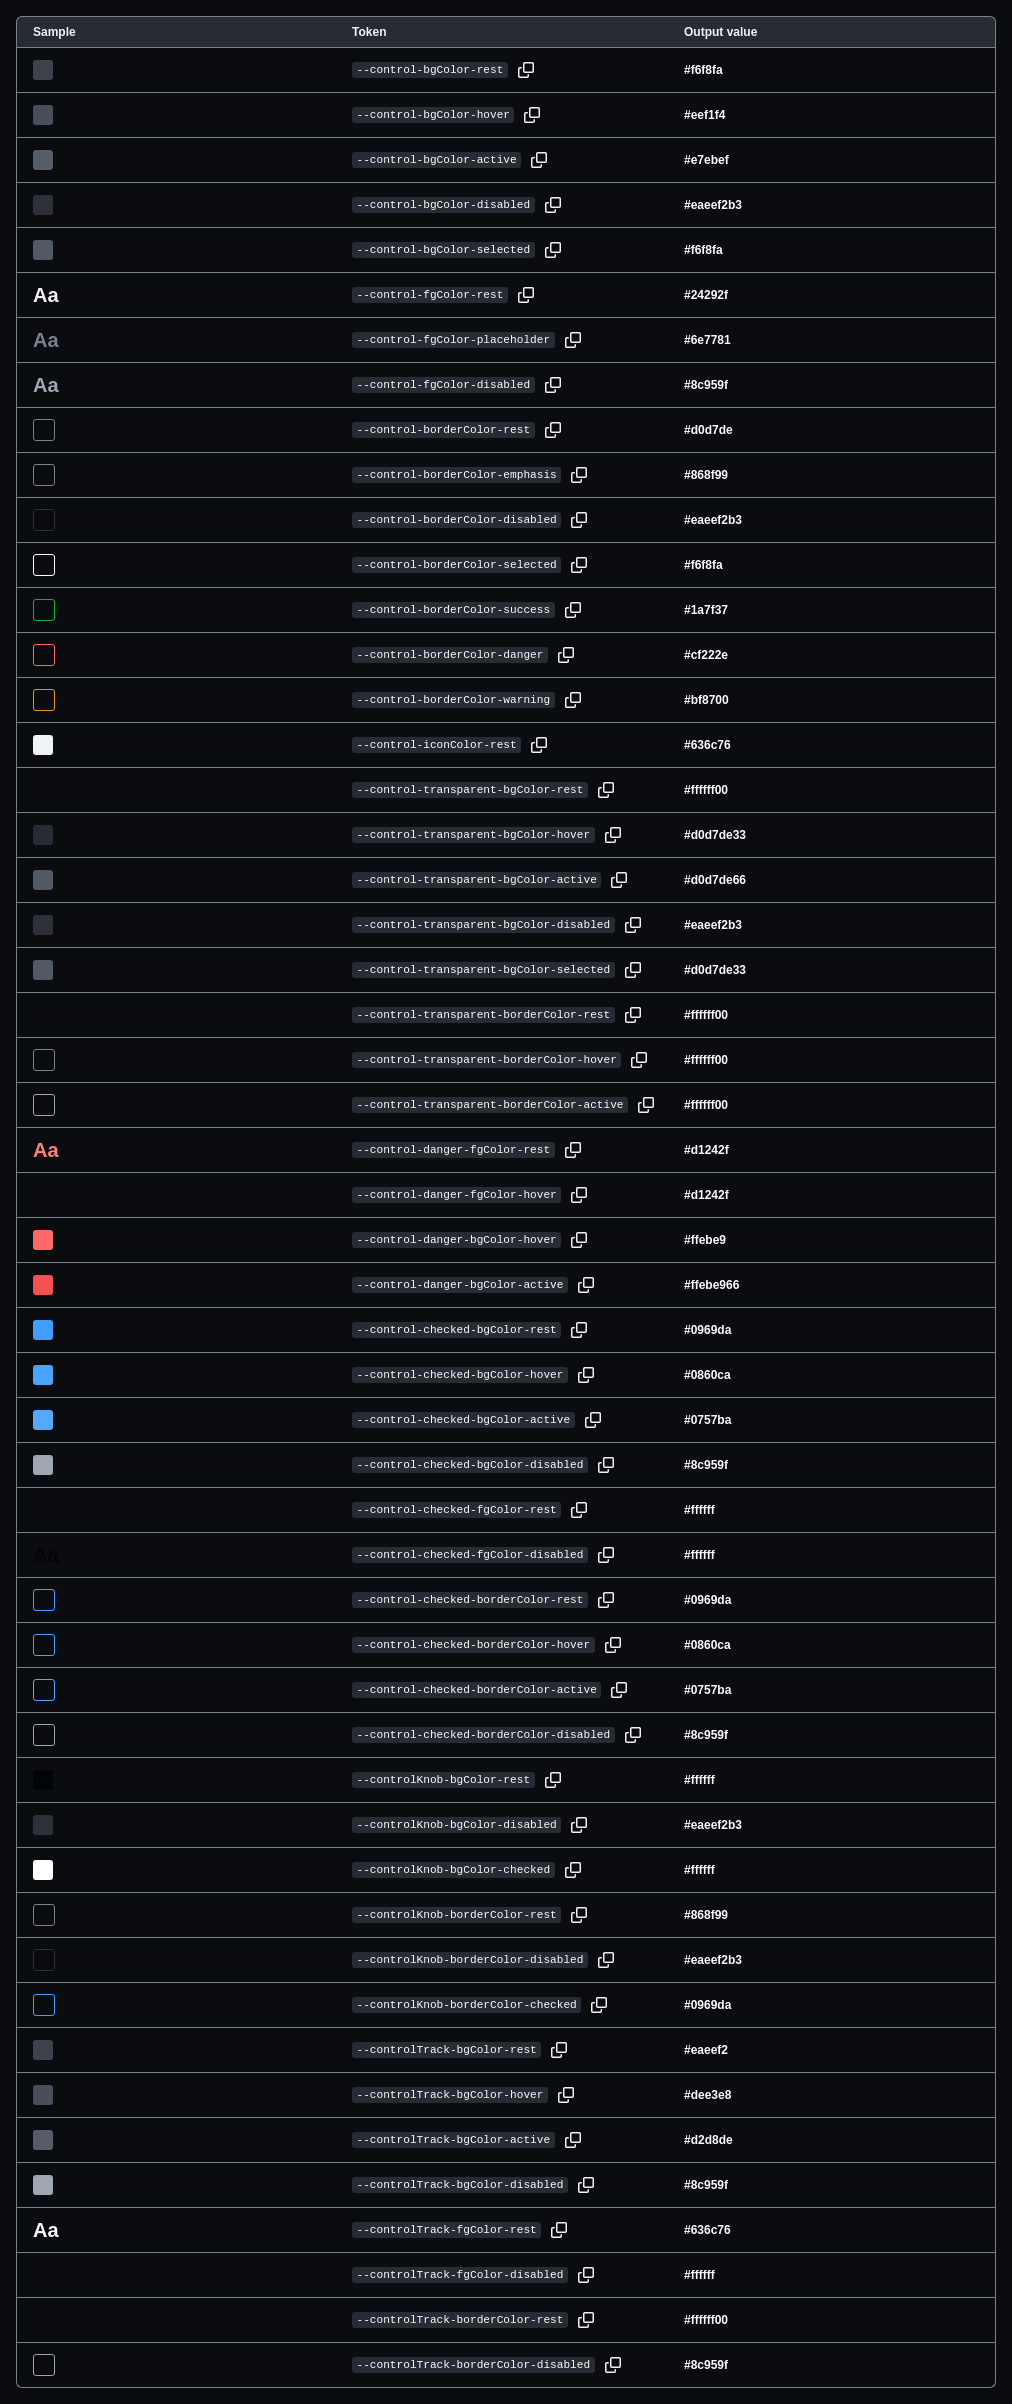 Sample Token Output value
--control-bgColor-rest #f6f8fa
--control-bgColor-hover #eef1f4
--control-bgColor-active #e7ebef
--control-bgColor-disabled #eaeef2b3
--control-bgColor-selected #f6f8fa
Aa --control-fgColor-rest #24292f
Aa --control-fgColor-placeholder #6e7781
Aa --control-fgColor-disabled #8c959f
--control-borderColor-rest #d0d7de
--control-borderColor-emphasis #868f99
--control-borderColor-disabled #eaeef2b3
--control-borderColor-selected #f6f8fa
--control-borderColor-success #1a7f37
--control-borderColor-danger #cf222e
--control-borderColor-warning #bf8700
--control-iconColor-rest #636c76
--control-transparent-bgColor-rest #ffffff00
--control-transparent-bgColor-hover #d0d7de33
--control-transparent-bgColor-active #d0d7de66
--control-transparent-bgColor-disabled #eaeef2b3
--control-transparent-bgColor-selected #d0d7de33
--control-transparent-borderColor-rest #ffffff00
--control-transparent-borderColor-hover #ffffff00
--control-transparent-borderColor-active #ffffff00
Aa --control-danger-fgColor-rest #d1242f
--control-danger-fgColor-hover #d1242f
--control-danger-bgColor-hover #ffebe9
--control-danger-bgColor-active #ffebe966
--control-checked-bgColor-rest #0969da
--control-checked-bgColor-hover #0860ca
--control-checked-bgColor-active #0757ba
--control-checked-bgColor-disabled #8c959f
--control-checked-fgColor-rest #ffffff
Aa --control-checked-fgColor-disabled #ffffff
--control-checked-borderColor-rest #0969da
--control-checked-borderColor-hover #0860ca
--control-checked-borderColor-active #0757ba
--control-checked-borderColor-disabled #8c959f
--controlKnob-bgColor-rest #ffffff
--controlKnob-bgColor-disabled #eaeef2b3
--controlKnob-bgColor-checked #ffffff
--controlKnob-borderColor-rest #868f99
--controlKnob-borderColor-disabled #eaeef2b3
--controlKnob-borderColor-checked #0969da
--controlTrack-bgColor-rest #eaeef2
--controlTrack-bgColor-hover #dee3e8
--controlTrack-bgColor-active #d2d8de
--controlTrack-bgColor-disabled #8c959f
Aa --controlTrack-fgColor-rest #636c76
--controlTrack-fgColor-disabled #ffffff
--controlTrack-borderColor-rest #ffffff00
--controlTrack-borderColor-disabled #8c959f